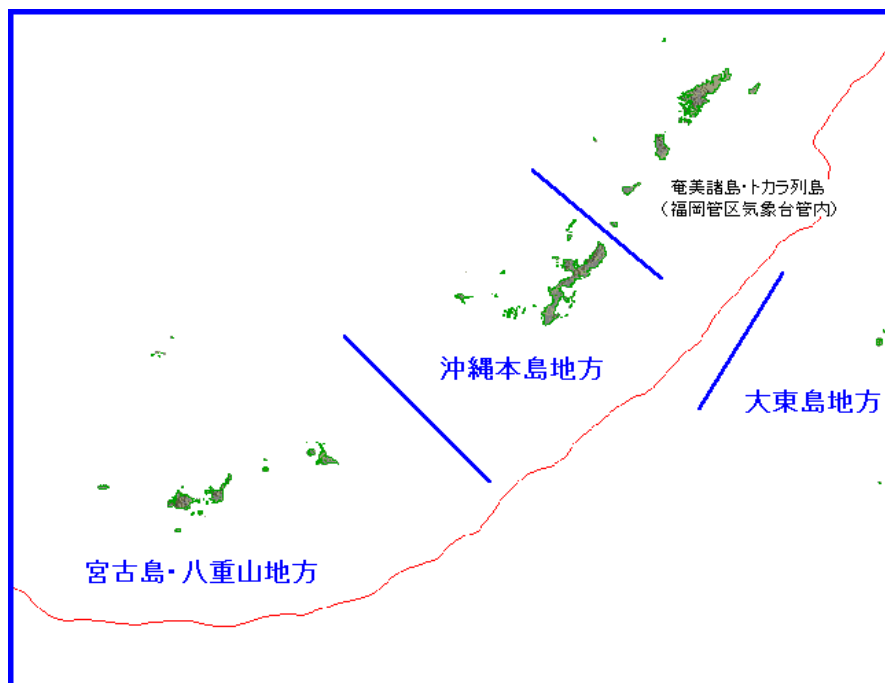 奄美諸島・トカラ列島
（福岡管区気象台管内）
沖縄本島地方
大東島地方
宮古島・八重山地方